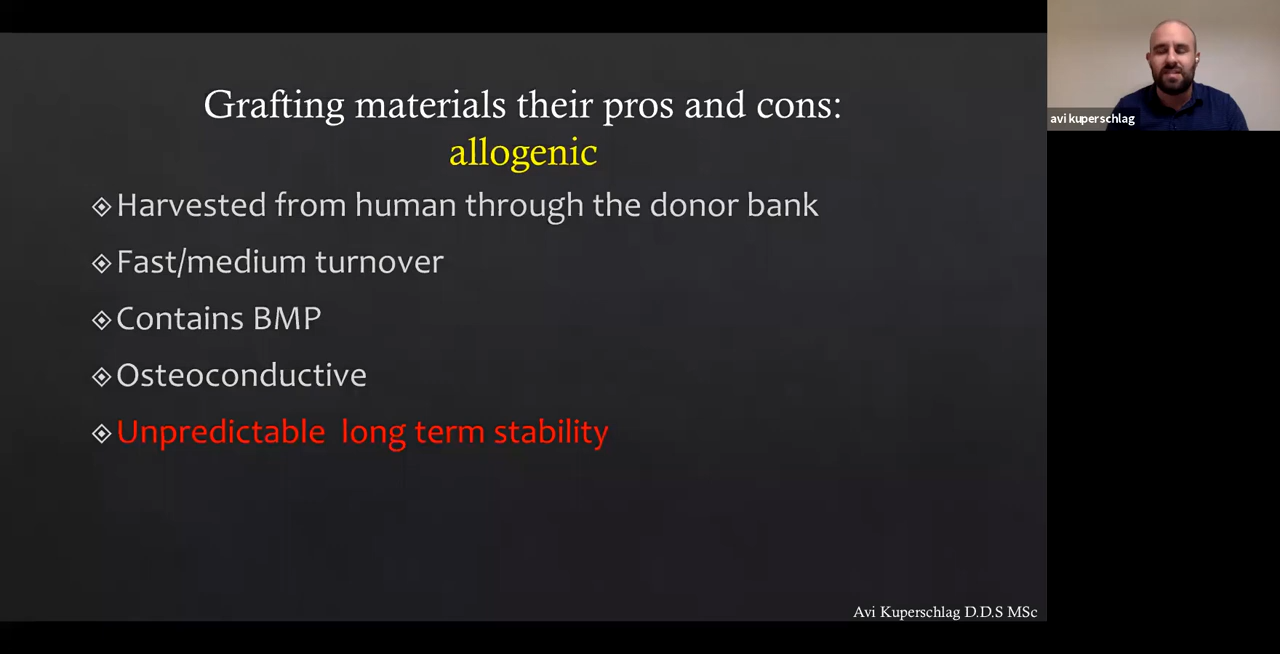 Grafting materials their pros and cons:
allogenic
Harvested from human through the donor bank
Fast/medium turnover
Contains BMP
Osteoconductive
Unpredictable long term stability
Avi Kuperschlag D.D.S MSc
avi kuperschlag